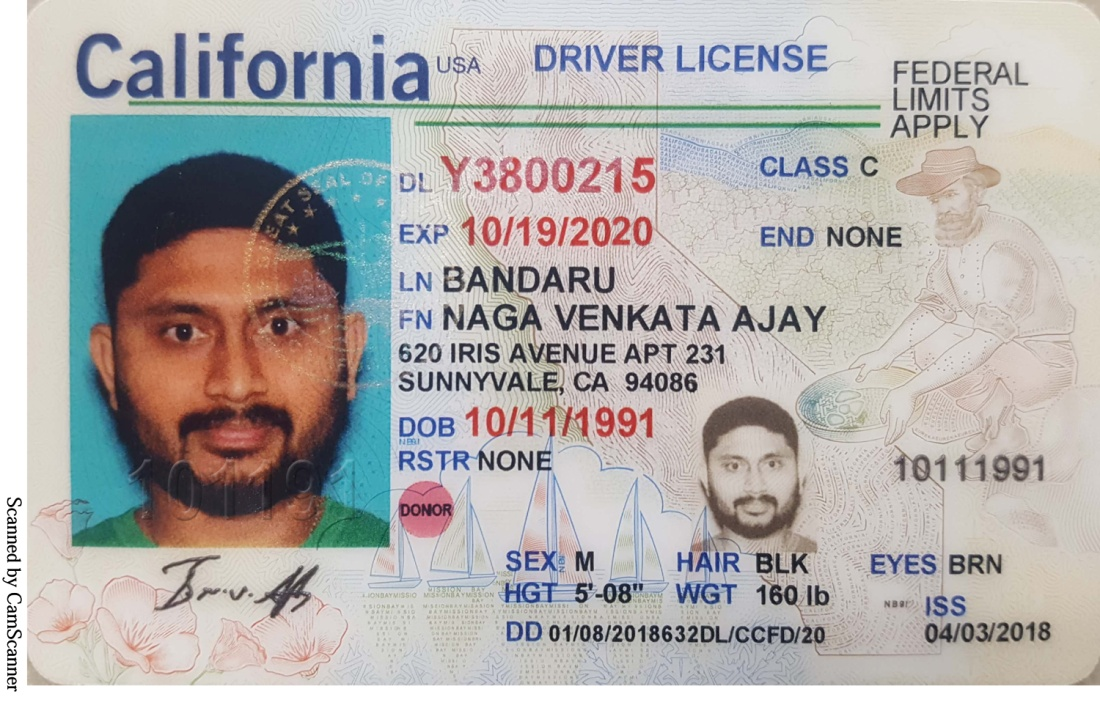 California USA DRIVER LICENSE
FEDERAL
LIMITS
APPLY
DL Y3800215
CLASS C
EXP 10/19/2020
END NONE
LN BANDARU
FN NAGA VENKATA AJAY
620 IRIS AVENUE APT 231
SUNNYVALE, CA 94086
DOB 10/11/1991
RSTR NONE
10111991
DONOR
SEX M HAIR BLK EYES BRN
HGT 5'-08" WGT 160 lb
ISS
DD 01/08/2018632DL/CCFD/20 04/03/2018
Scanned by CamScanner